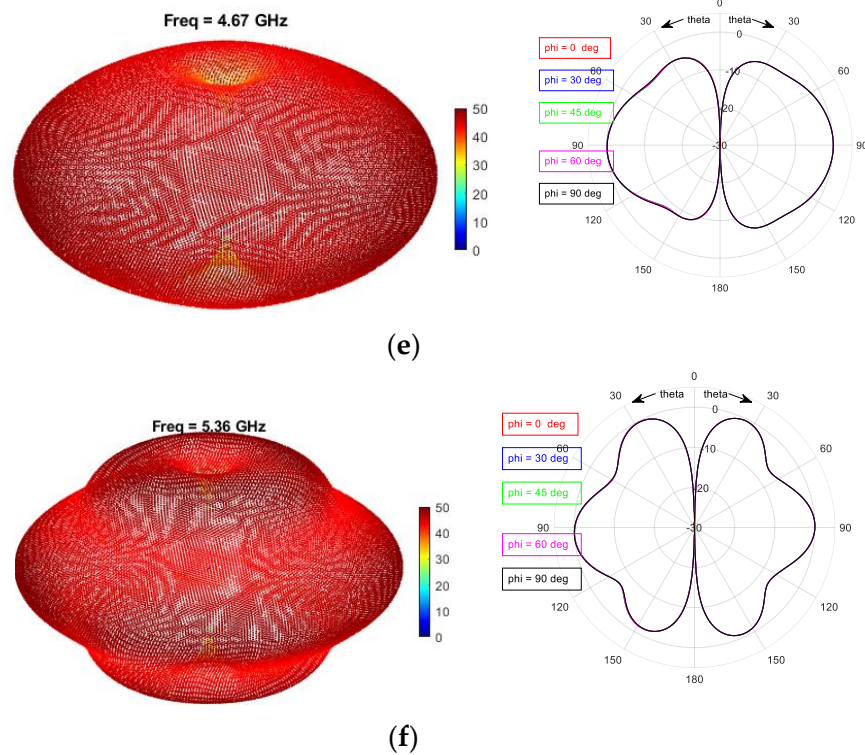 Freq = 4.67 GHz
50
40
30
20
10
0
0
30
theta
theta
30
0
phi = 0 deg
60
-10
60
phi = 30 deg
phi = 45 deg
20
90
-30
90
phi = 60 deg
phi = 90 deg
120
120
150
150
180
(e)
Freq = 5.36 GHz
50
40
30
20
10
0
0
30
theta
theta
30
0
phi = 0 deg
60
-10
60
phi = 30 deg
phi = 45 deg
-20
90
-30
90
phi = 60 deg
phi = 90 deg
120
120
150
150
180
(f)